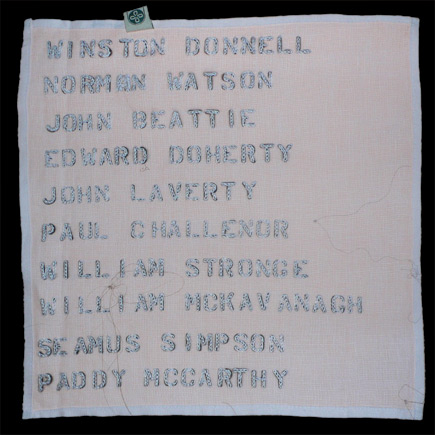 WINSTON DONNELL
NORMAN WATSON
JOHN BEATTIE
EDWARD DOHERTY
JOHN LAVERTY
PAUL CHALLENOR
WILLIAM STRONGE
WILLIAM MCKAVANAGH
SEAMUS SIMPSON
PADDY MCCARTHY